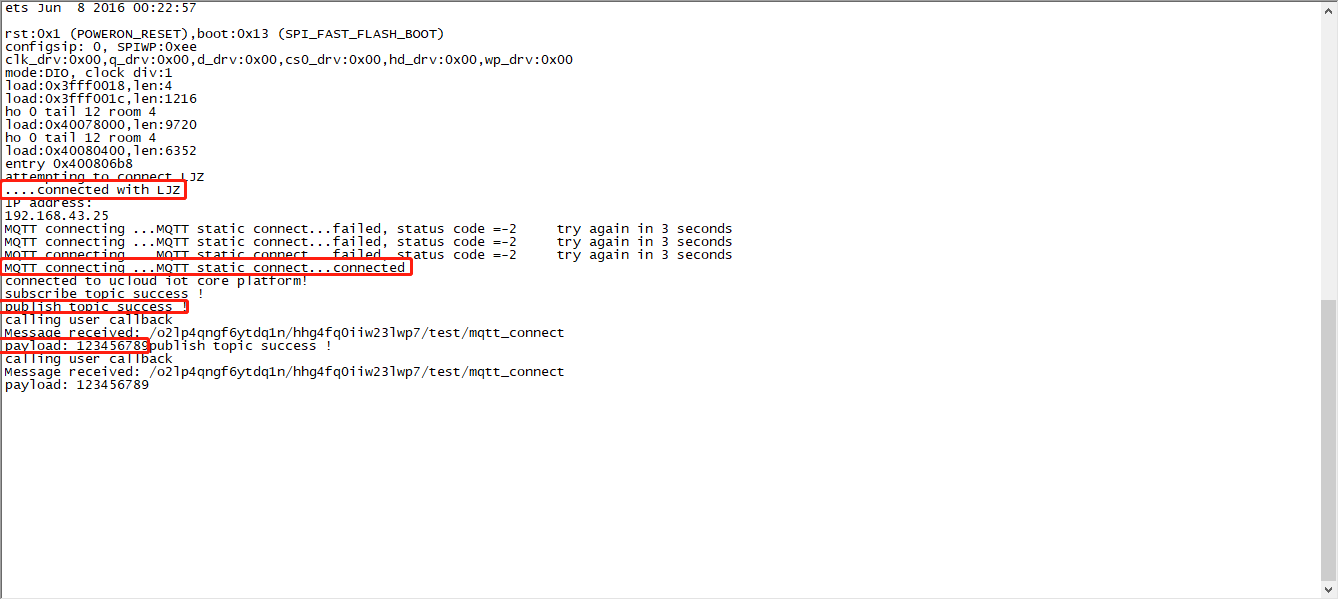 ets Jun  8 2016 00:22:57
rst:0x1 (POWERON_RESET),boot:0x13 (SPI_FAST_FLASH_BOOT)
configsip: 0, SPIWP:0xee
clk_drv:0x00,q_drv:0x00,d_drv:0x00,cs0_drv:0x00,hd_drv:0x00,wp_drv:0x00
mode:DIO, clock div:1
load:0x3fff0018,len:4
load:0x3fff001c,len:1216
ho 0 tail 12 room 4
load:0x40078000,len:9720
ho 0 tail 12 room 4
load:0x40080400,len:6352
entry 0x400806b8
attempting to connect LJZ
....connected with LJZ
IP address:
192.168.43.25
MQTT connecting ...MQTT static connect...failed, status code =-2     try again in 3 seconds
MQTT connecting ...MQTT static connect...failed, status code =-2     try again in 3 seconds
MQTT connecting ...MQTT static connect...failed, status code =-2     try again in 3 seconds
MQTT connecting ...MQTT static connect...connected
connected to ucloud iot core platform!
subscribe topic success !
publish topic success !
calling user callback
Message received: /o2lp4qngf6ytdq1n/hhg4fq0iiw23lwp7/test/mqtt_connect
payload: 123456789publish topic success !
calling user callback
Message received: /o2lp4qngf6ytdq1n/hhg4fq0iiw23lwp7/test/mqtt_connect
payload: 123456789